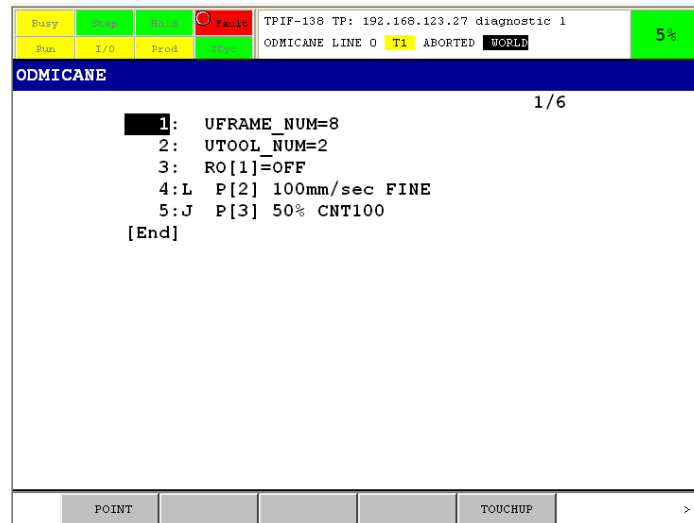 Busy Step Hold Fault TPIF-138 TP: 192.168.123.27 diagnostic l
Run I/O Prod TCyc ODMICANE LINE 0 T1 ABORTED WORLD 5%
ODMICANE
1/6
1: UFRAME_NUM=8
2: UTOOL_NUM=2
3: RO[1]=OFF
4:L P[2] 100mm/sec FINE
5:J P[3] 50% CNT100
[End]
POINT TOUCHUP >